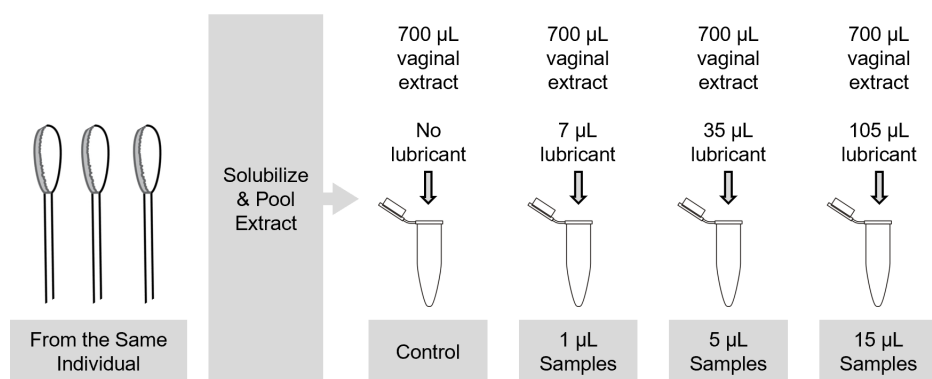 700 µL
vaginal
extract
700 µL
vaginal
extract
700 µL
vaginal
extract
700 µL
vaginal
extract
No
lubricant
7 µL
lubricant
35 µL
lubricant
105 µL
lubricant
Solubilize
& Pool
Extract
From the Same
Individual
Control
1 µL
Samples
5 µL
Samples
15 µL
Samples